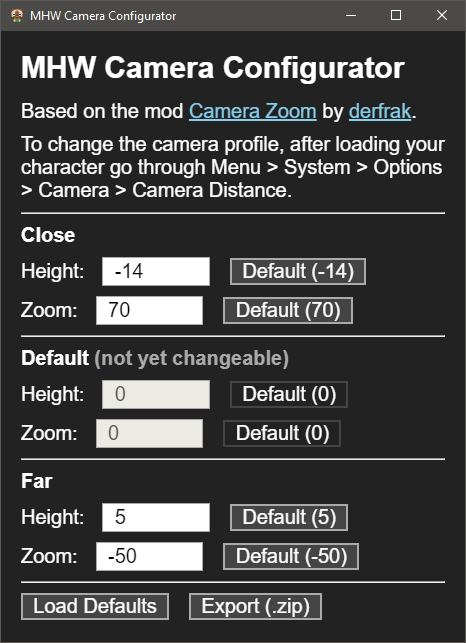 MHW Camera Configurator
MHW Camera Configurator
Based on the mod Camera Zoom by derfrak.
To change the camera profile, after loading your
character go through Menu > System > Options
> Camera > Camera Distance.
Close
Height: -14 Default (-14)
Zoom: 70 Default (70)
Default (not yet changeable)
Height: 0 Default (0)
Zoom: 0 Default (0)
Far
Height: 5 Default (5)
Zoom: -50 Default (-50)
Load Defaults Export (.zip)